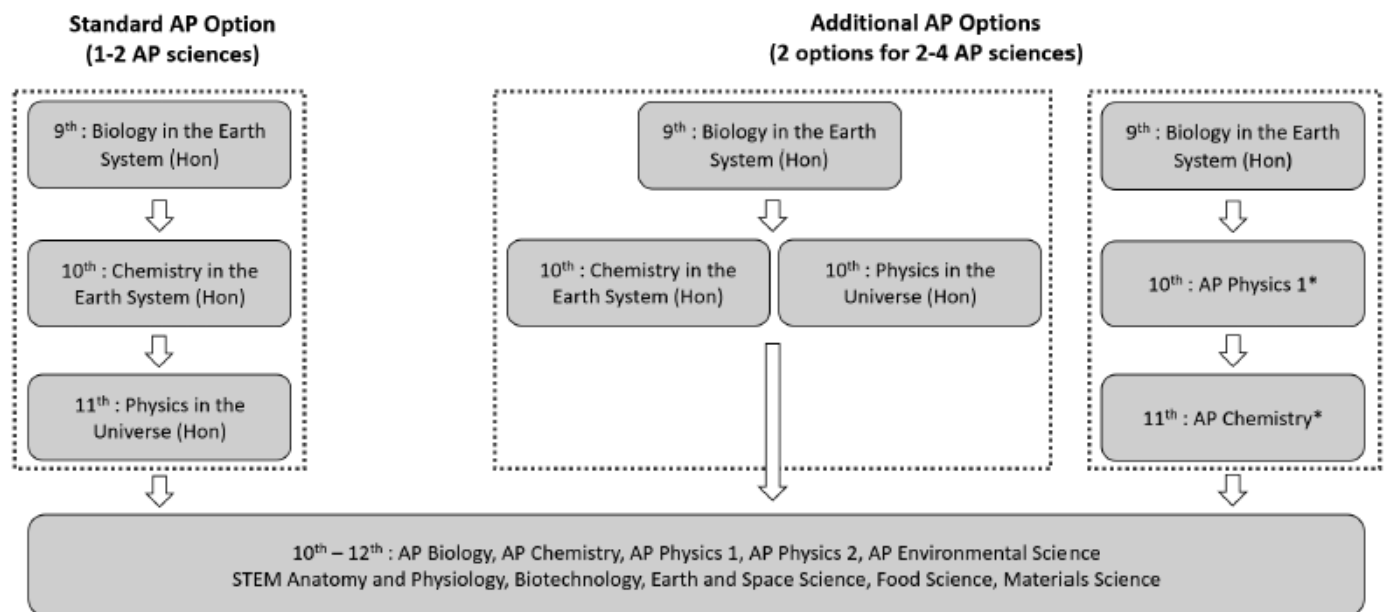 Standard AP Option
(1-2 AP sciences)
Additional AP Options
(2 options for 2-4 AP sciences)
9th : Biology in the Earth
System (Hon)
10th : Chemistry in the
Earth System (Hon)
11th : Physics in the
Universe (Hon)
9th : Biology in the Earth
System (Hon)
10th : Chemistry in the
Earth System (Hon)
10th : Physics in the
Universe (Hon)
9th : Biology in the Earth
System (Hon)
10th : AP Physics 1*
11th : AP Chemistry*
10th – 12th : AP Biology, AP Chemistry, AP Physics 1, AP Physics 2, AP Environmental Science
STEM Anatomy and Physiology, Biotechnology, Earth and Space Science, Food Science, Materials Science